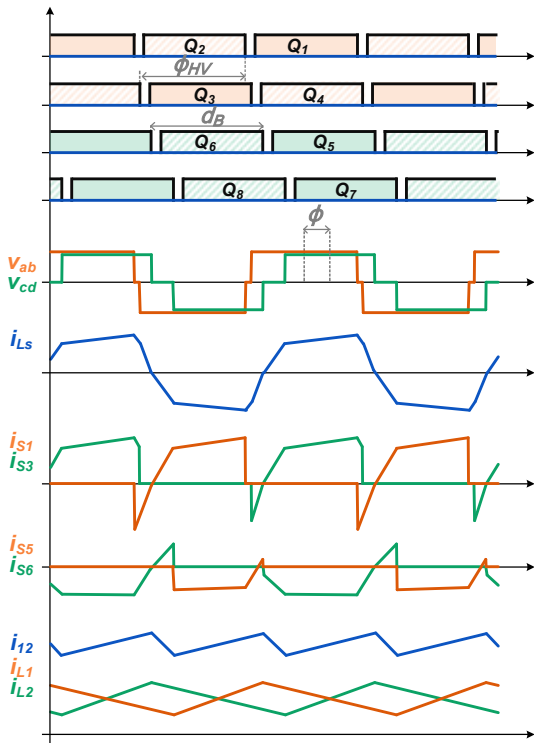 Q2 Q1
ϕHV
Q3 Q4
dB
Q6 Q5
Q8 Q7
ϕ
vab
vcd
iLs
iS1
iS3
iS5
iS6
i12
iL1
iL2